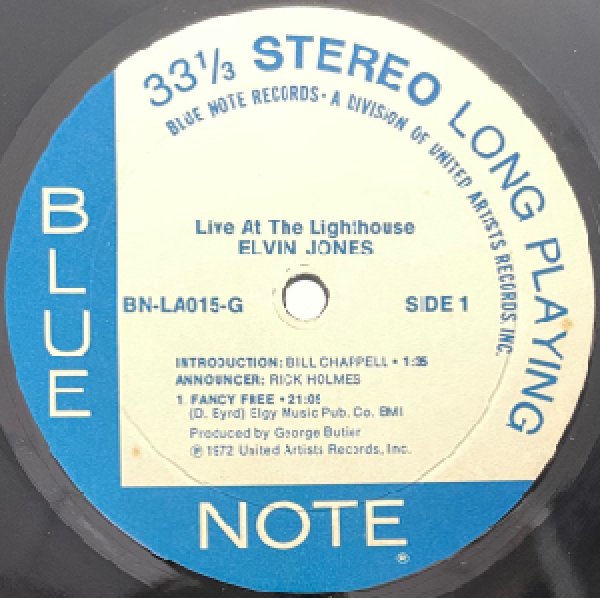 33⅓ STEREO LONG PLAYING
BLUE NOTE RECORDS • A DIVISION OF UNITED ARTISTS RECORDS, INC.
BLUE
Live At The Lighthouse
ELVIN JONES
BN-LA015-G SIDE 1
INTRODUCTION: BILL CHAPPELL • 1:35
ANNOUNCER: RICK HOLMES
1. FANCY FREE • 21:05
(D. Byrd) Elgy Music Pub. Co. BMI
Produced by George Butler
℗ 1972 United Artists Records, Inc.
NOTE ®